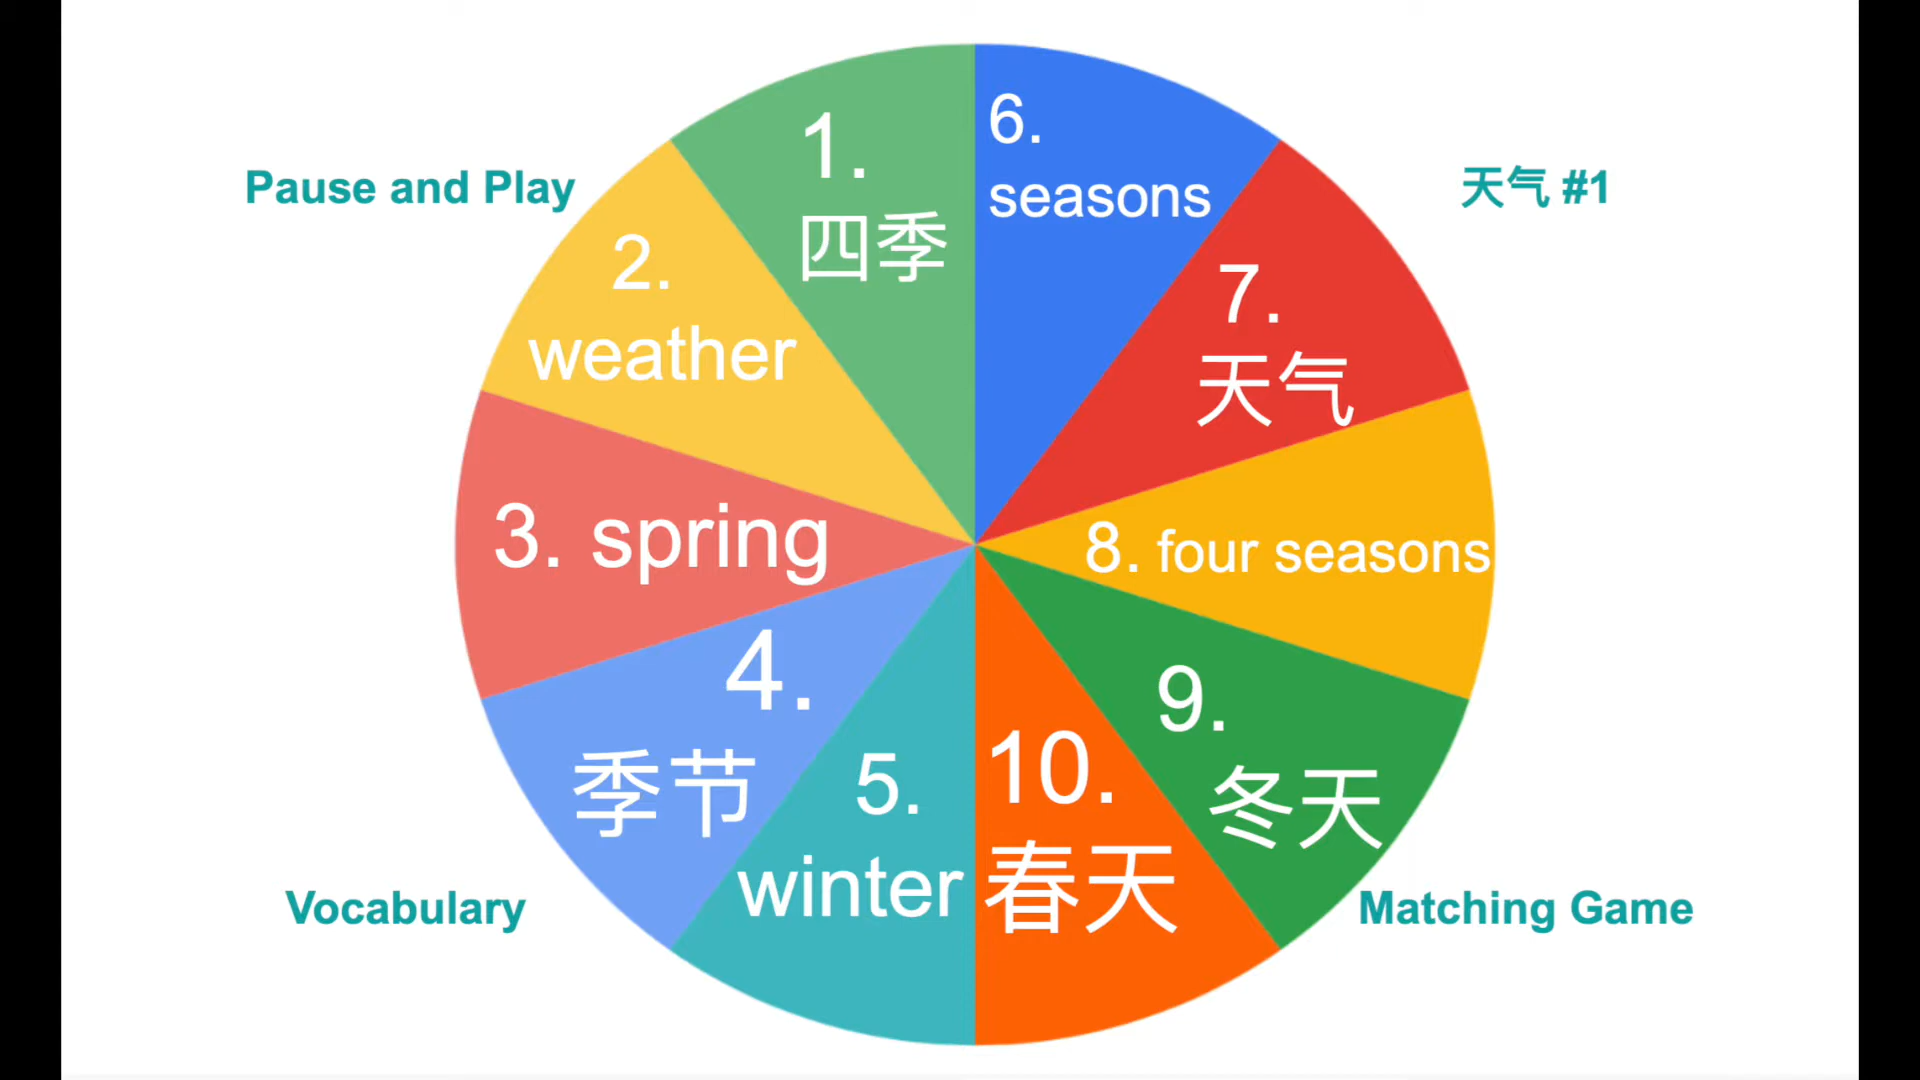 Pause and Play
天气 #1
1.
四季
2.
weather
3. spring
4.
季节
5.
winter
6.
seasons
7.
天气
8. four seasons
9.
冬天
10.
春天
Vocabulary
Matching Game